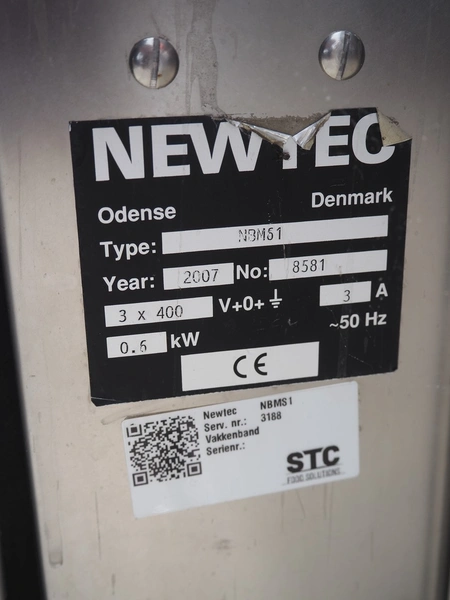 NEWTEC
Odense Denmark
Type: NBMS1
Year: 2007 No: 8581
3 x 400 V+0+⏚ 3 A
0.6 kW ~50 Hz
CE
Newtec NBMS1
Serv. nr.: 3188
Vakkenband
Serienr.:
STC
FOOD SOLUTIONS